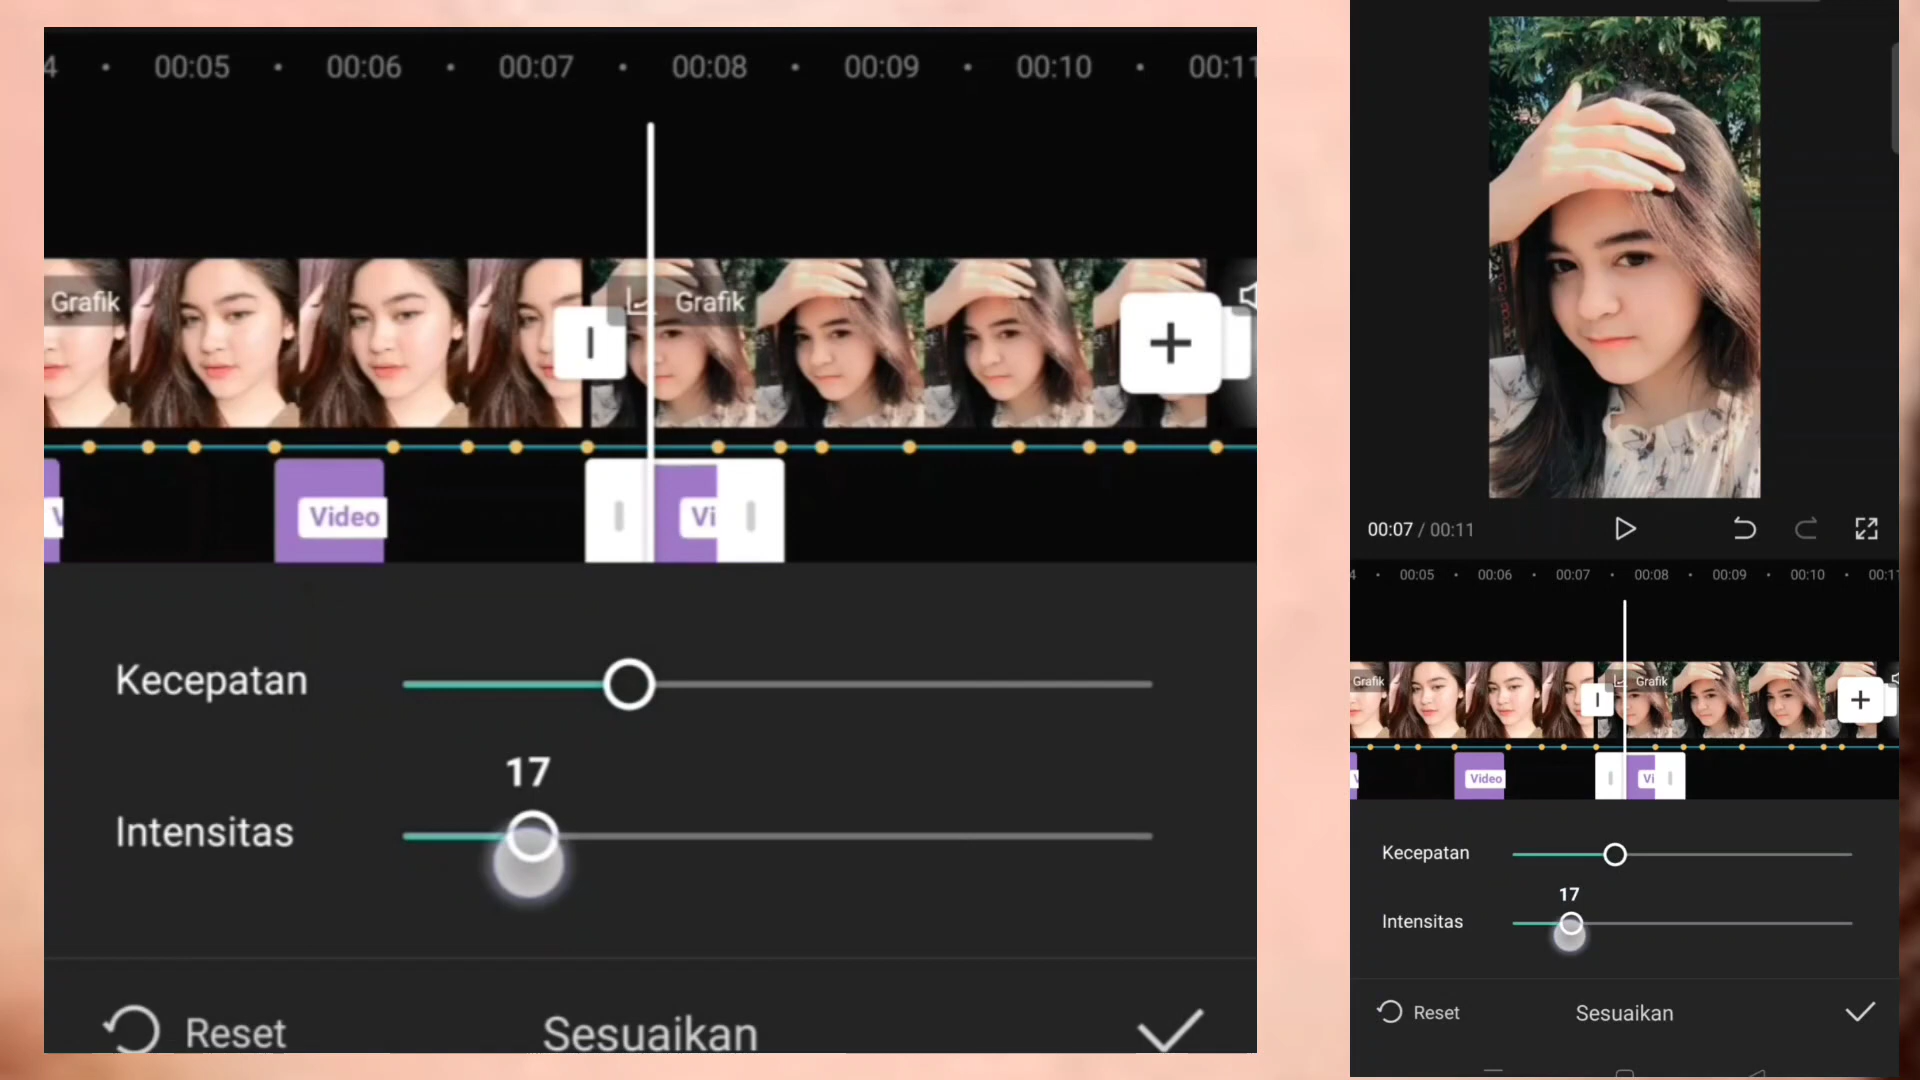 4 • 00:05 • 00:06 • 00:07 • 00:08 • 00:09 • 00:10 • 00:11
Grafik
Grafik
Video
Vi
Kecepatan
17
Intensitas
Reset
Sesuaikan
00:07 / 00:11
4 • 00:05 • 00:06 • 00:07 • 00:08 • 00:09 • 00:10 • 00:11
Grafik
Grafik
Video
Vi
Kecepatan
17
Intensitas
Reset
Sesuaikan